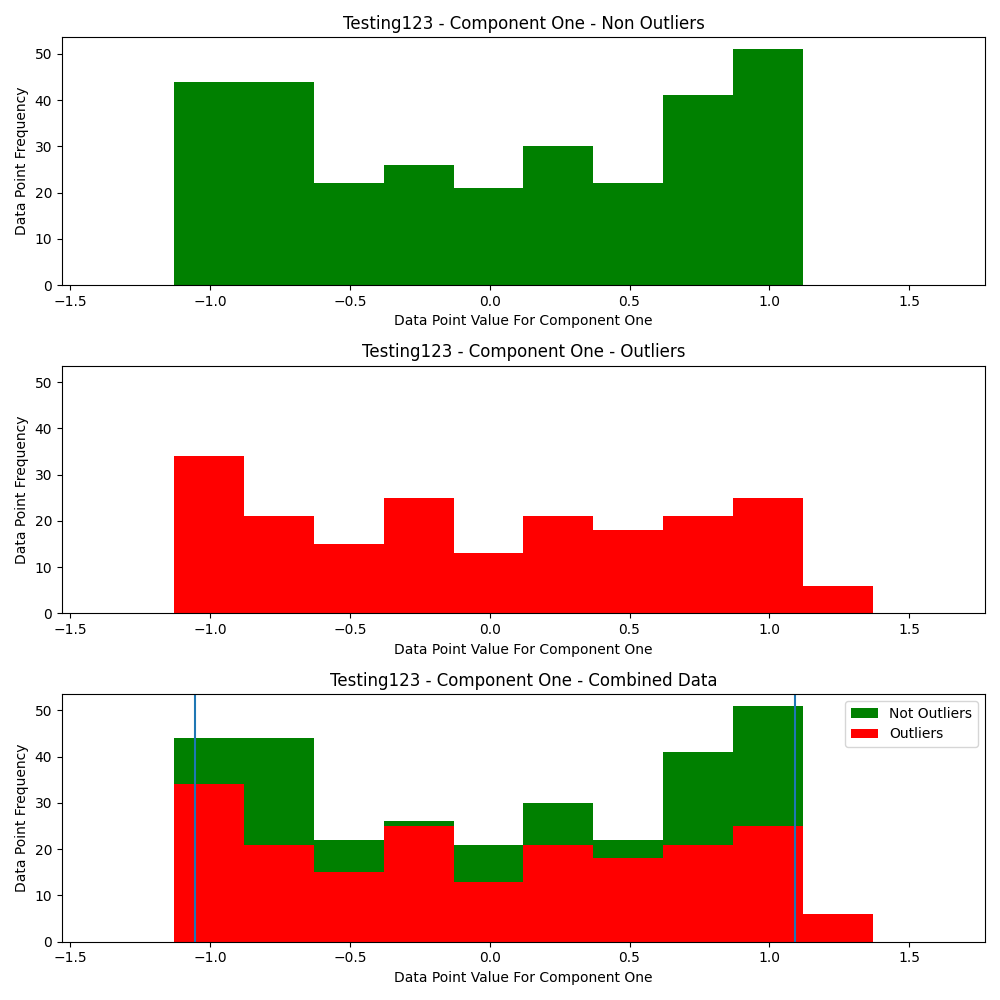 Testing123 - Component One - Non Outliers
Data Point Frequency
50
40
30
20
10
0
−1.5 −1.0 −0.5 0.0 0.5 1.0 1.5
Data Point Value For Component One
Testing123 - Component One - Outliers
Data Point Frequency
50
40
30
20
10
0
−1.5 −1.0 −0.5 0.0 0.5 1.0 1.5
Data Point Value For Component One
Testing123 - Component One - Combined Data
Data Point Frequency
50
40
30
20
10
0
Not Outliers
Outliers
−1.5 −1.0 −0.5 0.0 0.5 1.0 1.5
Data Point Value For Component One